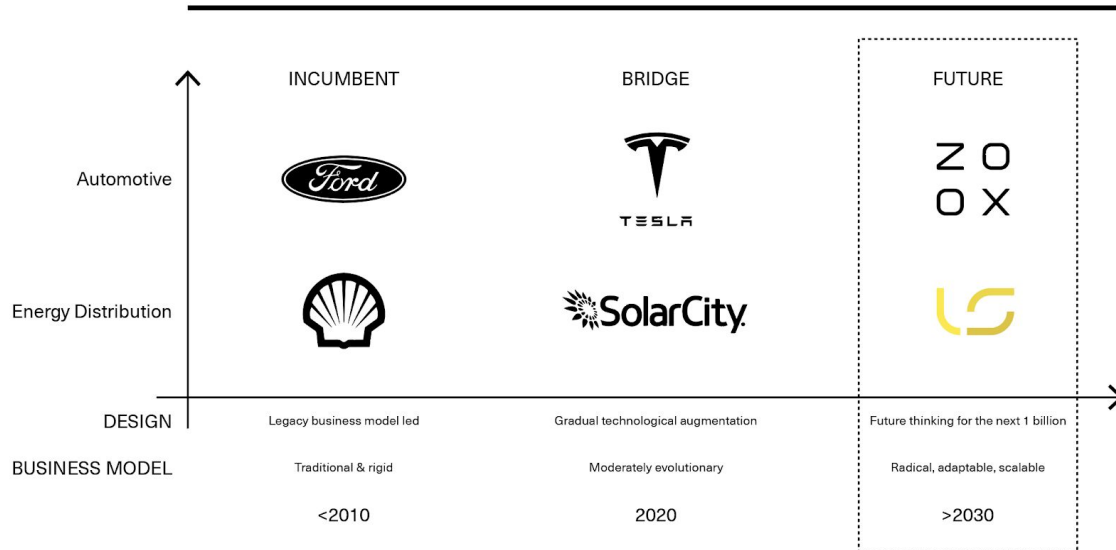 INCUMBENT
BRIDGE
FUTURE
Automotive
Ford
TESLA
ZO
OX
Energy Distribution
SolarCity.
LS
DESIGN
Legacy business model led
Gradual technological augmentation
Future thinking for the next 1 billion
BUSINESS MODEL
Traditional & rigid
Moderately evolutionary
Radical, adaptable, scalable
<2010
2020
>2030